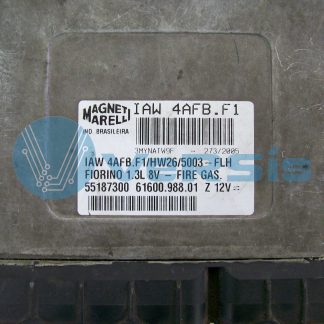 MAGNETI MARELLI IAW 4AFB.F1
IND. BRASILEIRA
3MYNATW9F - 273/2005
IAW 4AFB.F1/HW26/5003-FLH
FIORINO 1.3L 8V - FIRE GAS.
55187300 61600.988.01 Z 12V